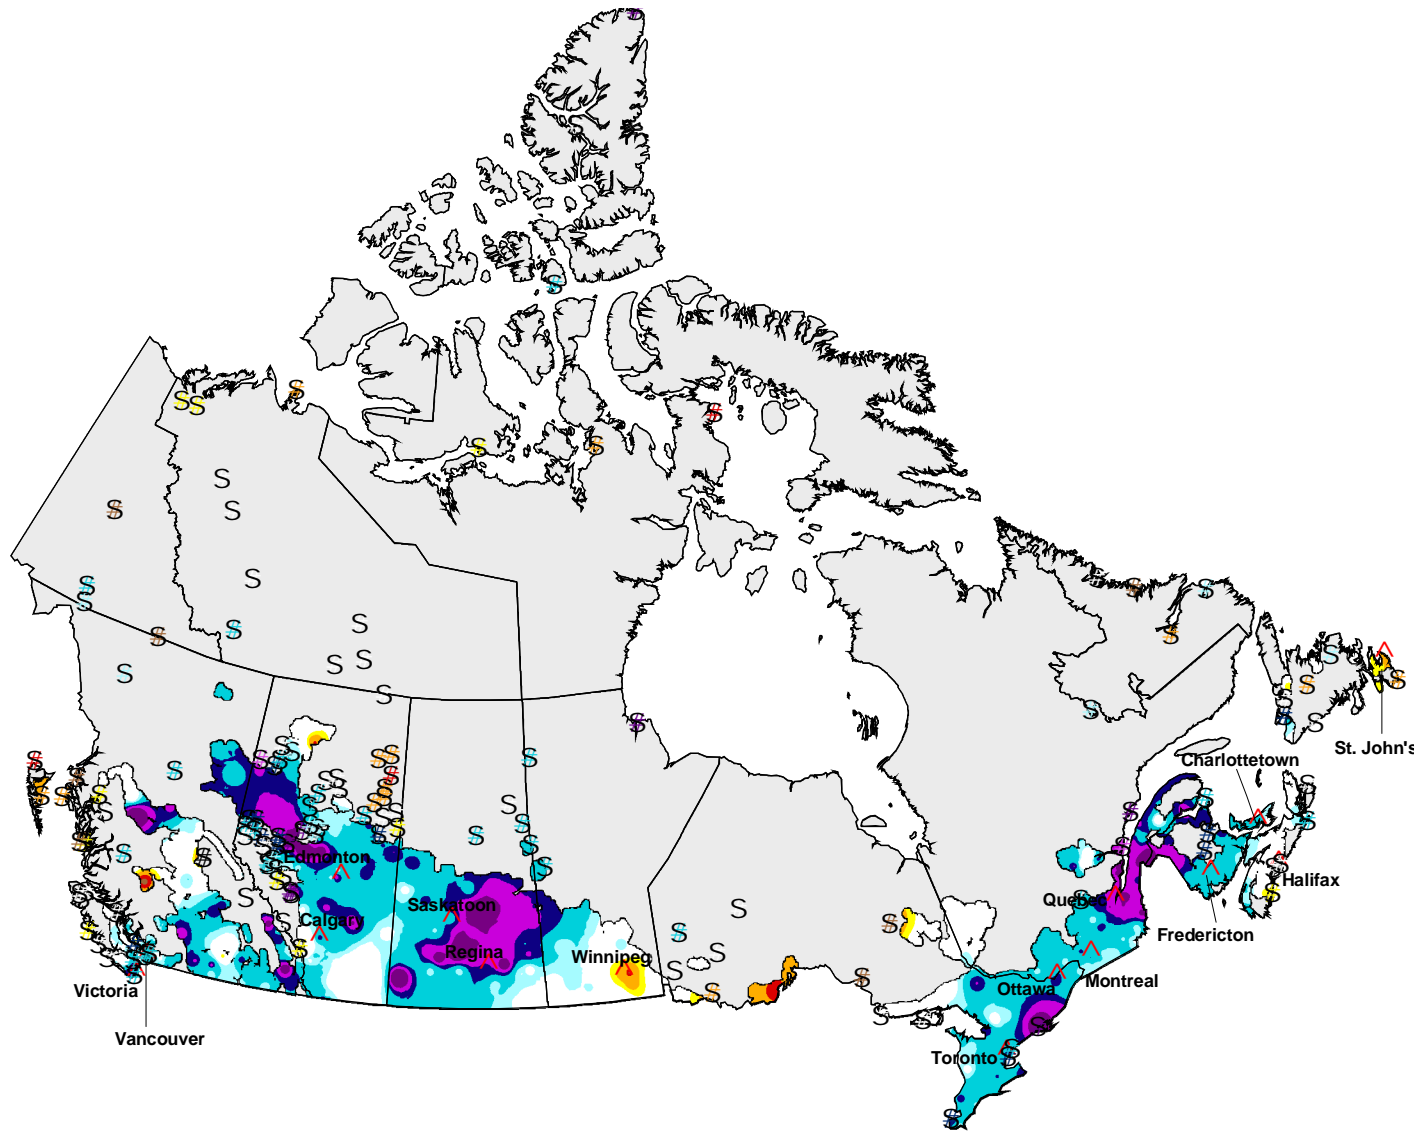 Charlottetown
St. John's
Edmonton
Quebec
Halifax
Saskatoon
Calgary
Fredericton
Regina
Winnipeg
Montreal
Ottawa
Victoria
Vancouver
Toronto